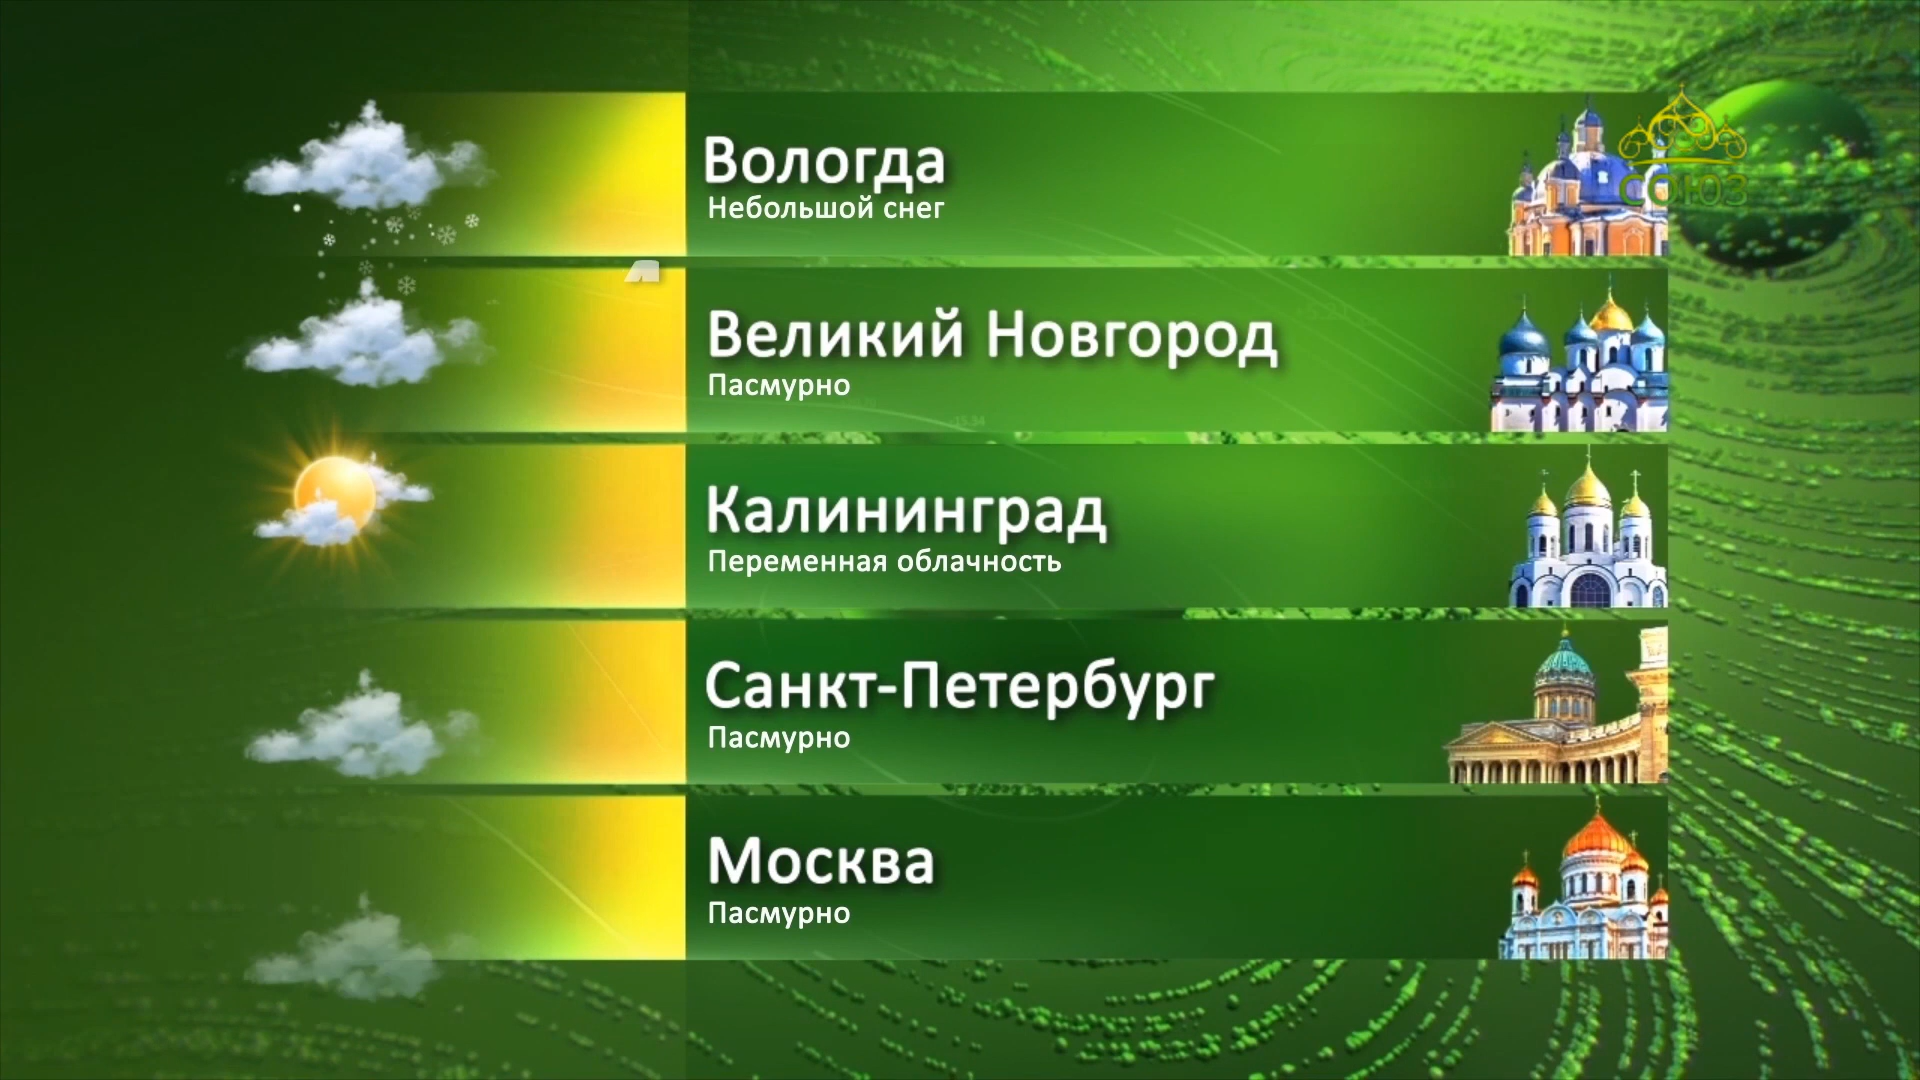 Вологда
Небольшой снег
СОЮЗ
Великий Новгород
Пасмурно
Калининград
Переменная облачность
Санкт-Петербург
Пасмурно
Москва
Пасмурно